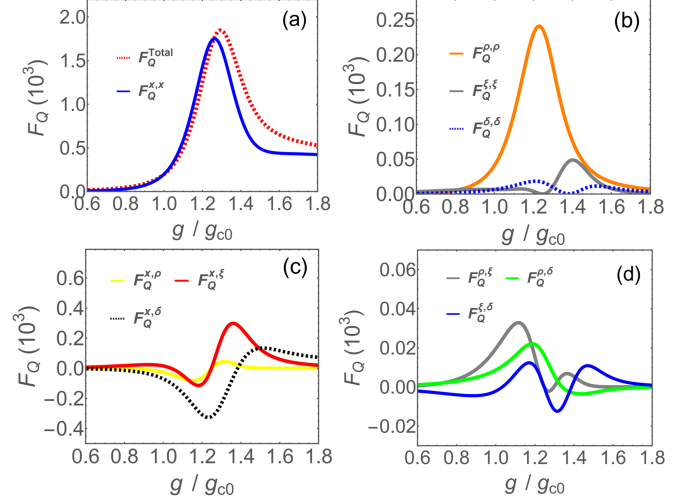 (a)
F_Q^Total
F_Q^x,x
F_Q (10^3)
2.0
1.5
1.0
0.5
0.0
0.6 0.8 1.0 1.2 1.4 1.6 1.8
g / g_c0
(b)
F_Q^ρ,ρ
F_Q^ξ,ξ
F_Q^δ,δ
F_Q (10^3)
0.25
0.20
0.15
0.10
0.05
0.00
0.6 0.8 1.0 1.2 1.4 1.6 1.8
g / g_c0
(c)
F_Q^x,ρ F_Q^x,ξ
F_Q^x,δ
F_Q (10^3)
0.6
0.4
0.2
0.0
−0.2
−0.4
0.6 0.8 1.0 1.2 1.4 1.6 1.8
g / g_c0
(d)
F_Q^ρ,ξ F_Q^ρ,δ
F_Q^ξ,δ
F_Q (10^3)
0.06
0.04
0.02
0.00
−0.02
0.6 0.8 1.0 1.2 1.4 1.6 1.8
g / g_c0